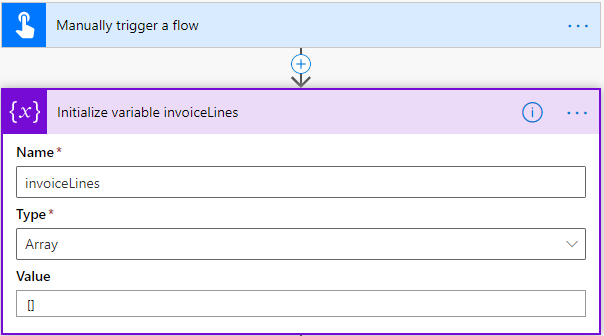 Manually trigger a flow
...
{x}
Initialize variable invoiceLines
i
...
Name*
invoiceLines
Type*
Array
Value
[]